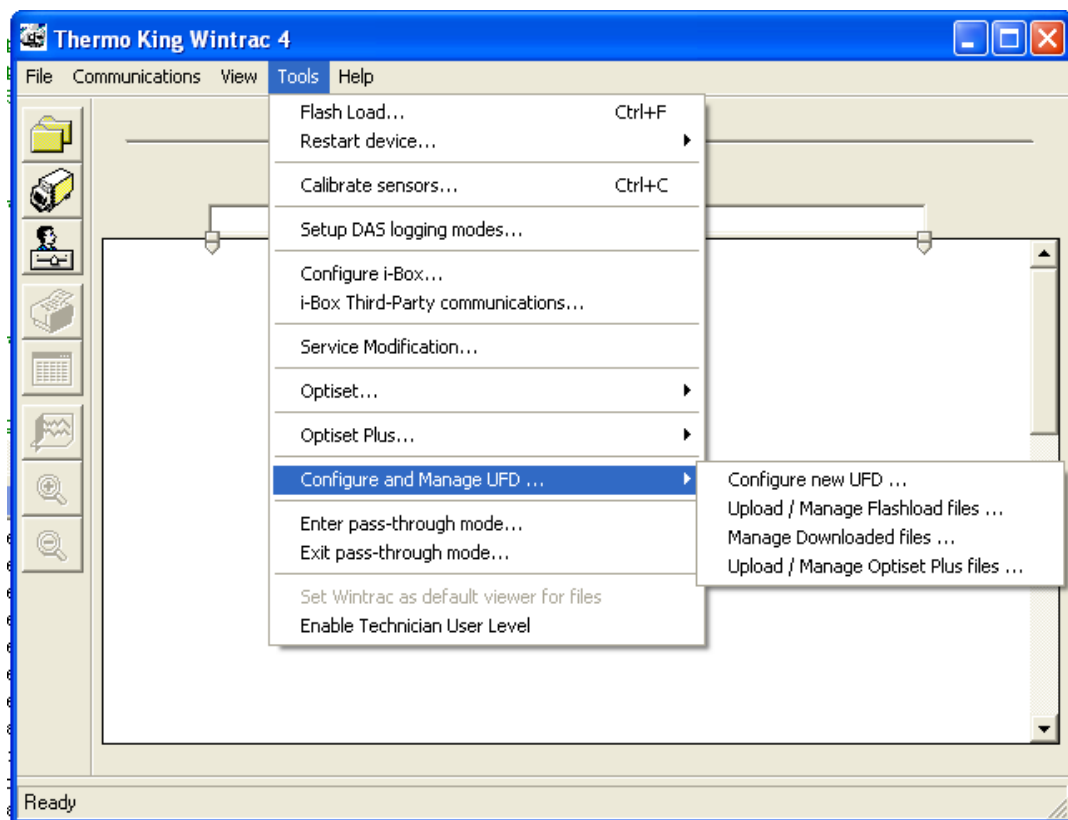 Thermo King Wintrac 4
File Communications View Tools Help
Flash Load... Ctrl+F
Restart device...
Calibrate sensors... Ctrl+C
Setup DAS logging modes...
Configure i-Box...
i-Box Third-Party communications...
Service Modification...
Optiset...
Optiset Plus...
Configure and Manage UFD ...
Configure new UFD ...
Upload / Manage Flashload files ...
Manage Downloaded files ...
Upload / Manage Optiset Plus files ...
Enter pass-through mode...
Exit pass-through mode...
Set Wintrac as default viewer for files
Enable Technician User Level
Ready